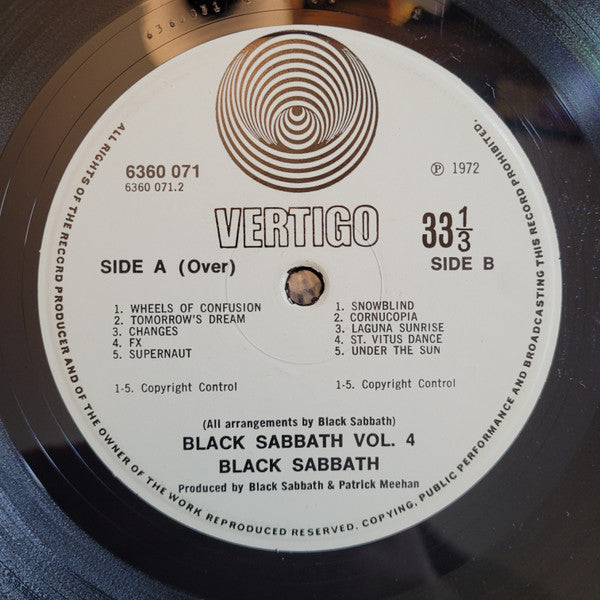 636 071
ALL RIGHTS OF THE RECORD PRODUCER AND OF THE OWNER OF THE WORK REPRODUCED RESERVED. COPYING, PUBLIC PERFORMANCE AND BROADCASTING THIS RECORD PROHIBITED.
6360 071
6360 071.2
℗ 1972
VERTIGO
33 1/3
SIDE A (Over)
SIDE B
1. WHEELS OF CONFUSION
2. TOMORROW'S DREAM
3. CHANGES
4. FX
5. SUPERNAUT
1. SNOWBLIND
2. CORNUCOPIA
3. LAGUNA SUNRISE
4. ST. VITUS DANCE
5. UNDER THE SUN
1-5. Copyright Control
1-5. Copyright Control
(All arrangements by Black Sabbath)
BLACK SABBATH VOL. 4
BLACK SABBATH
Produced by Black Sabbath & Patrick Meehan